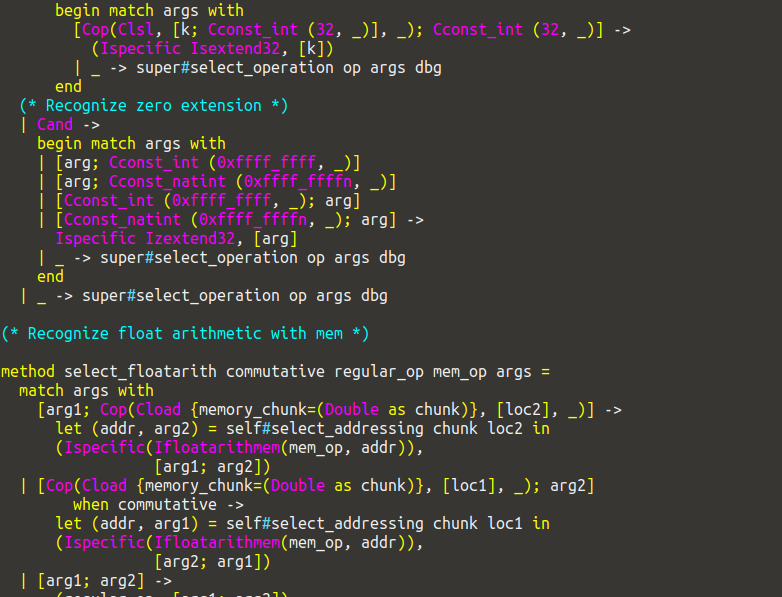 begin match args with
[Cop(Clsl, [k; Cconst_int (32, _)], _); Cconst_int (32, _)] ->
(Ispecific Isextend32, [k])
| _ -> super#select_operation op args dbg
end
(* Recognize zero extension *)
| Cand ->
begin match args with
| [arg; Cconst_int (0xffff_ffff, _)]
| [arg; Cconst_natint (0xffff_ffffn, _)]
| [Cconst_int (0xffff_ffff, _); arg]
| [Cconst_natint (0xffff_ffffn, _); arg] ->
Ispecific Izextend32, [arg]
| _ -> super#select_operation op args dbg
end
| _ -> super#select_operation op args dbg
(* Recognize float arithmetic with mem *)
method select_floatarith commutative regular_op mem_op args =
match args with
[arg1; Cop(Cload {memory_chunk=(Double as chunk)}, [loc2], _)] ->
let (addr, arg2) = self#select_addressing chunk loc2 in
(Ispecific(Ifloatarithmem(mem_op, addr)),
[arg1; arg2])
| [Cop(Cload {memory_chunk=(Double as chunk)}, [loc1], _); arg2]
when commutative ->
let (addr, arg1) = self#select_addressing chunk loc1 in
(Ispecific(Ifloatarithmem(mem_op, addr)),
[arg2; arg1])
| [arg1; arg2] ->